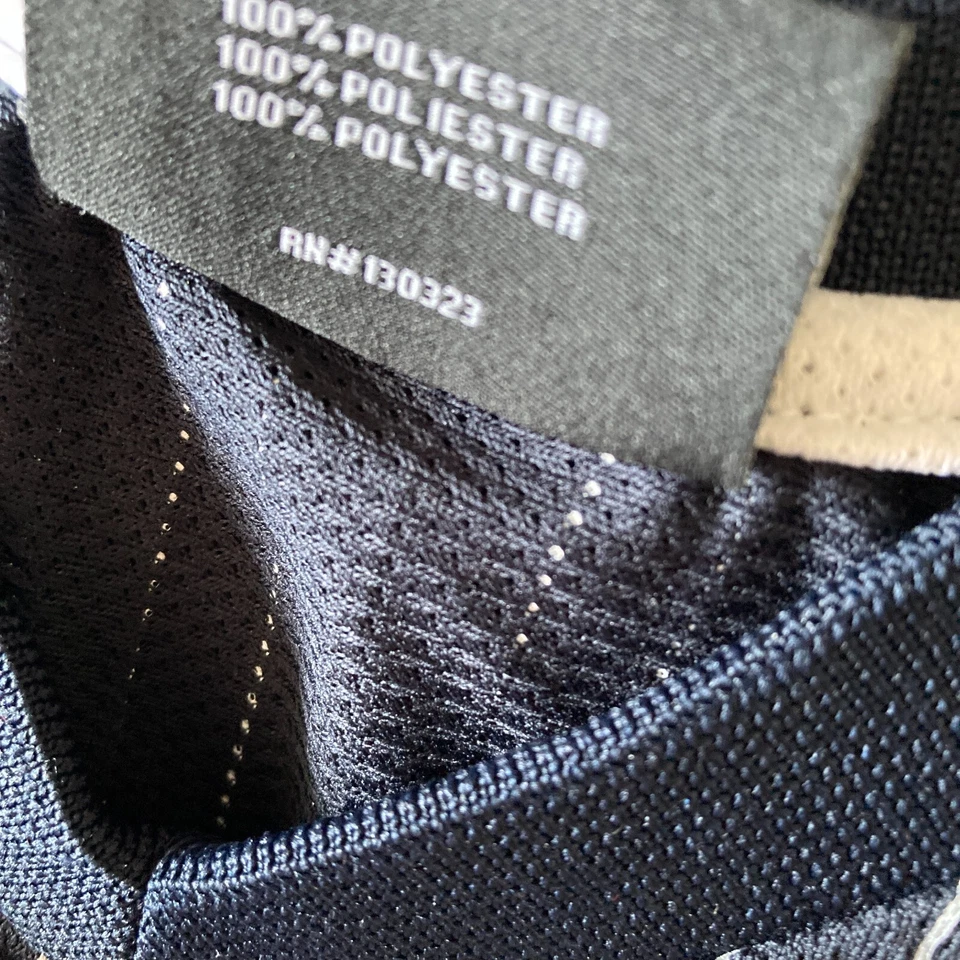 100% POLYESTER
100% POLIESTER
100% POLYESTER
RN# 130323